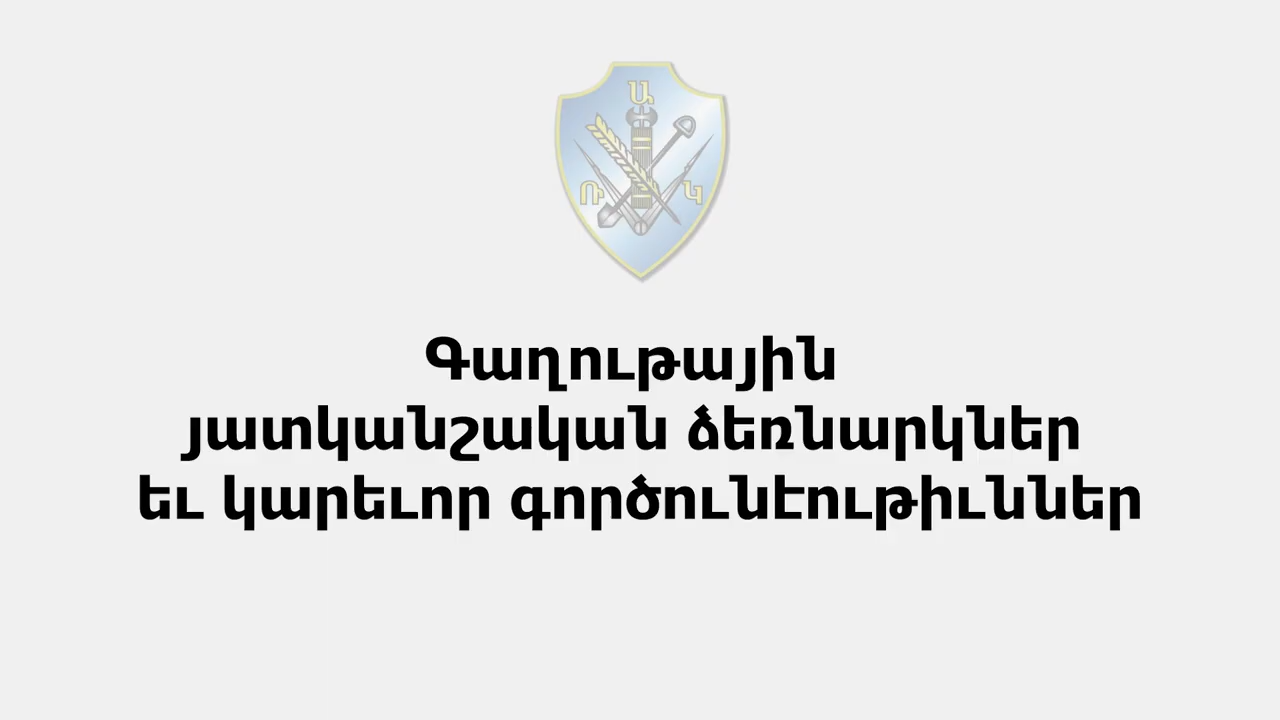 Ա
Ռ Կ
Գաղութային
յատկանշական ձեռնարկներ
եւ կարեւոր գործունէութիւններ